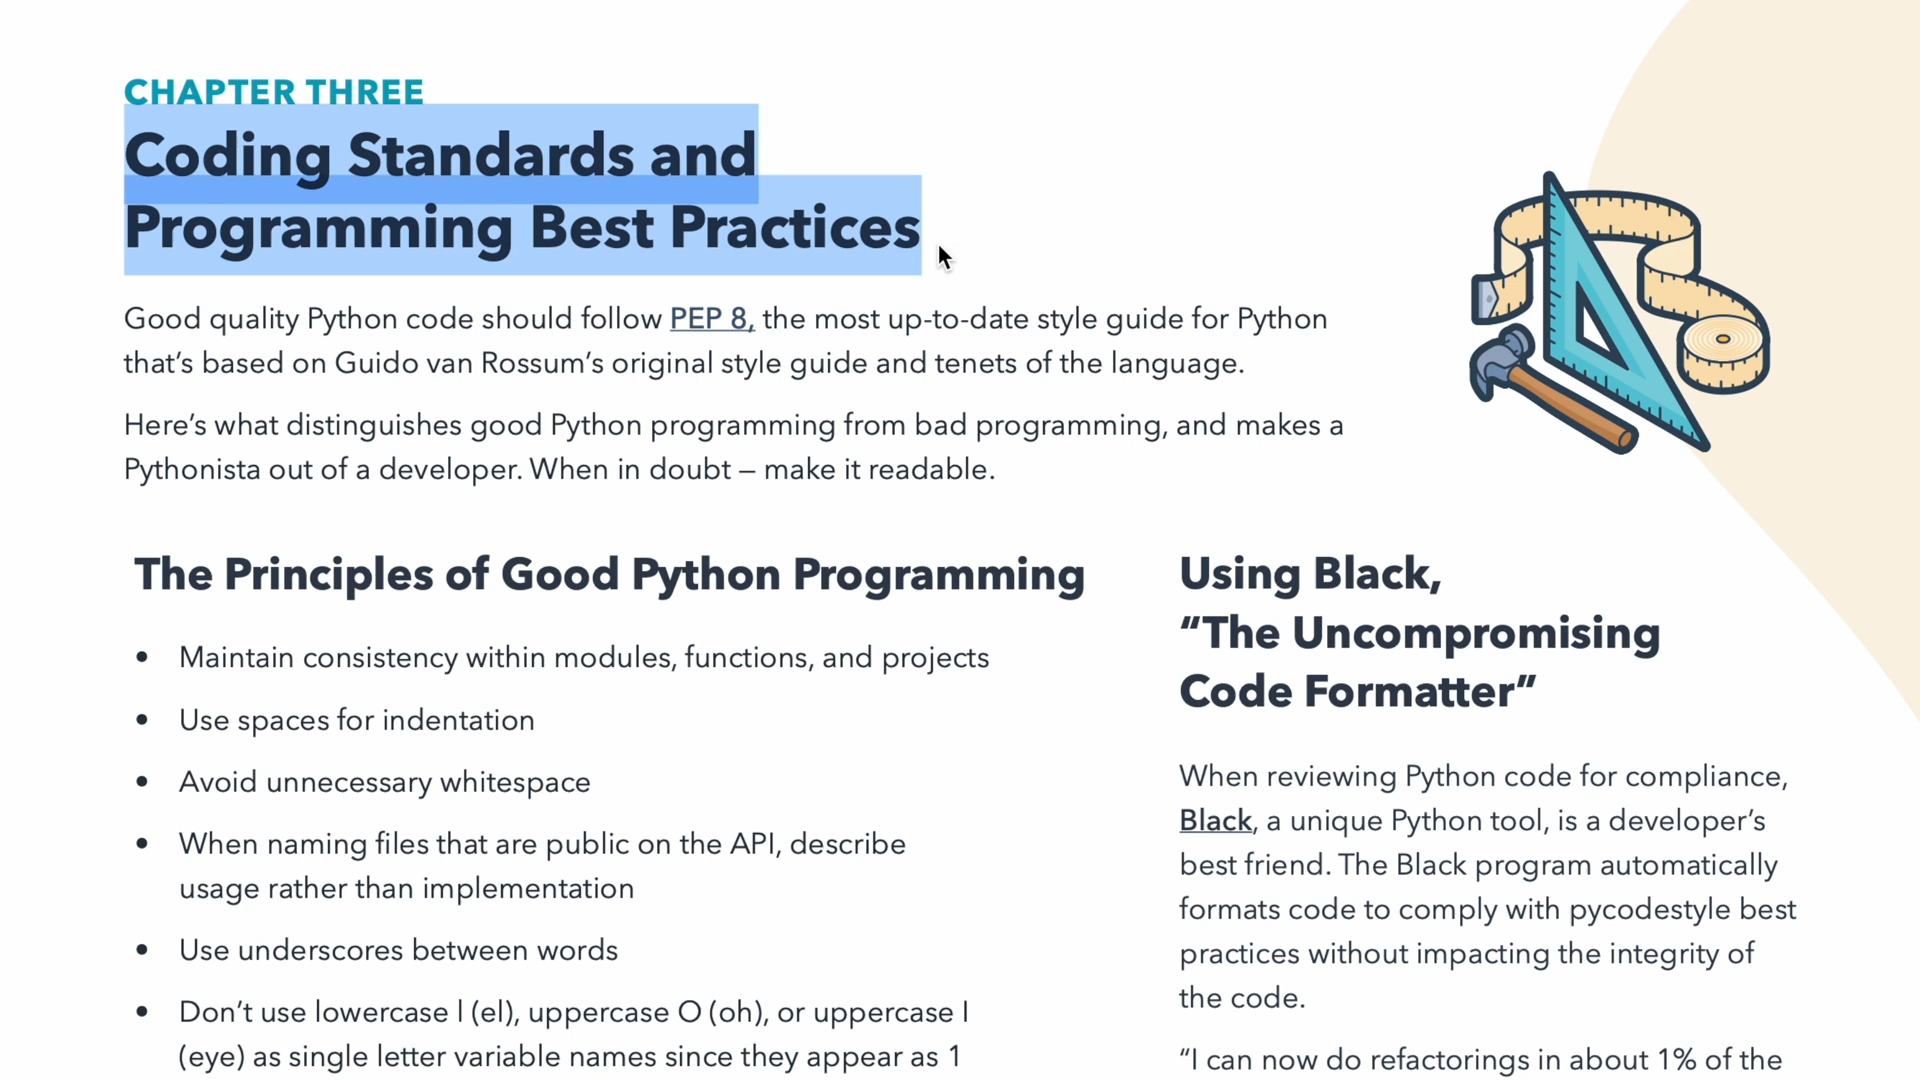 CHAPTER THREE
Coding Standards and
Programming Best Practices
Good quality Python code should follow PEP 8, the most up-to-date style guide for Python
that’s based on Guido van Rossum’s original style guide and tenets of the language.
Here’s what distinguishes good Python programming from bad programming, and makes a
Pythonista out of a developer. When in doubt – make it readable.
The Principles of Good Python Programming
• Maintain consistency within modules, functions, and projects
• Use spaces for indentation
• Avoid unnecessary whitespace
• When naming files that are public on the API, describe
usage rather than implementation
• Use underscores between words
• Don’t use lowercase l (el), uppercase O (oh), or uppercase I
(eye) as single letter variable names since they appear as 1
Using Black,
“The Uncompromising
Code Formatter”
When reviewing Python code for compliance,
Black, a unique Python tool, is a developer’s
best friend. The Black program automatically
formats code to comply with pycodestyle best
practices without impacting the integrity of
the code.
“I can now do refactorings in about 1% of the